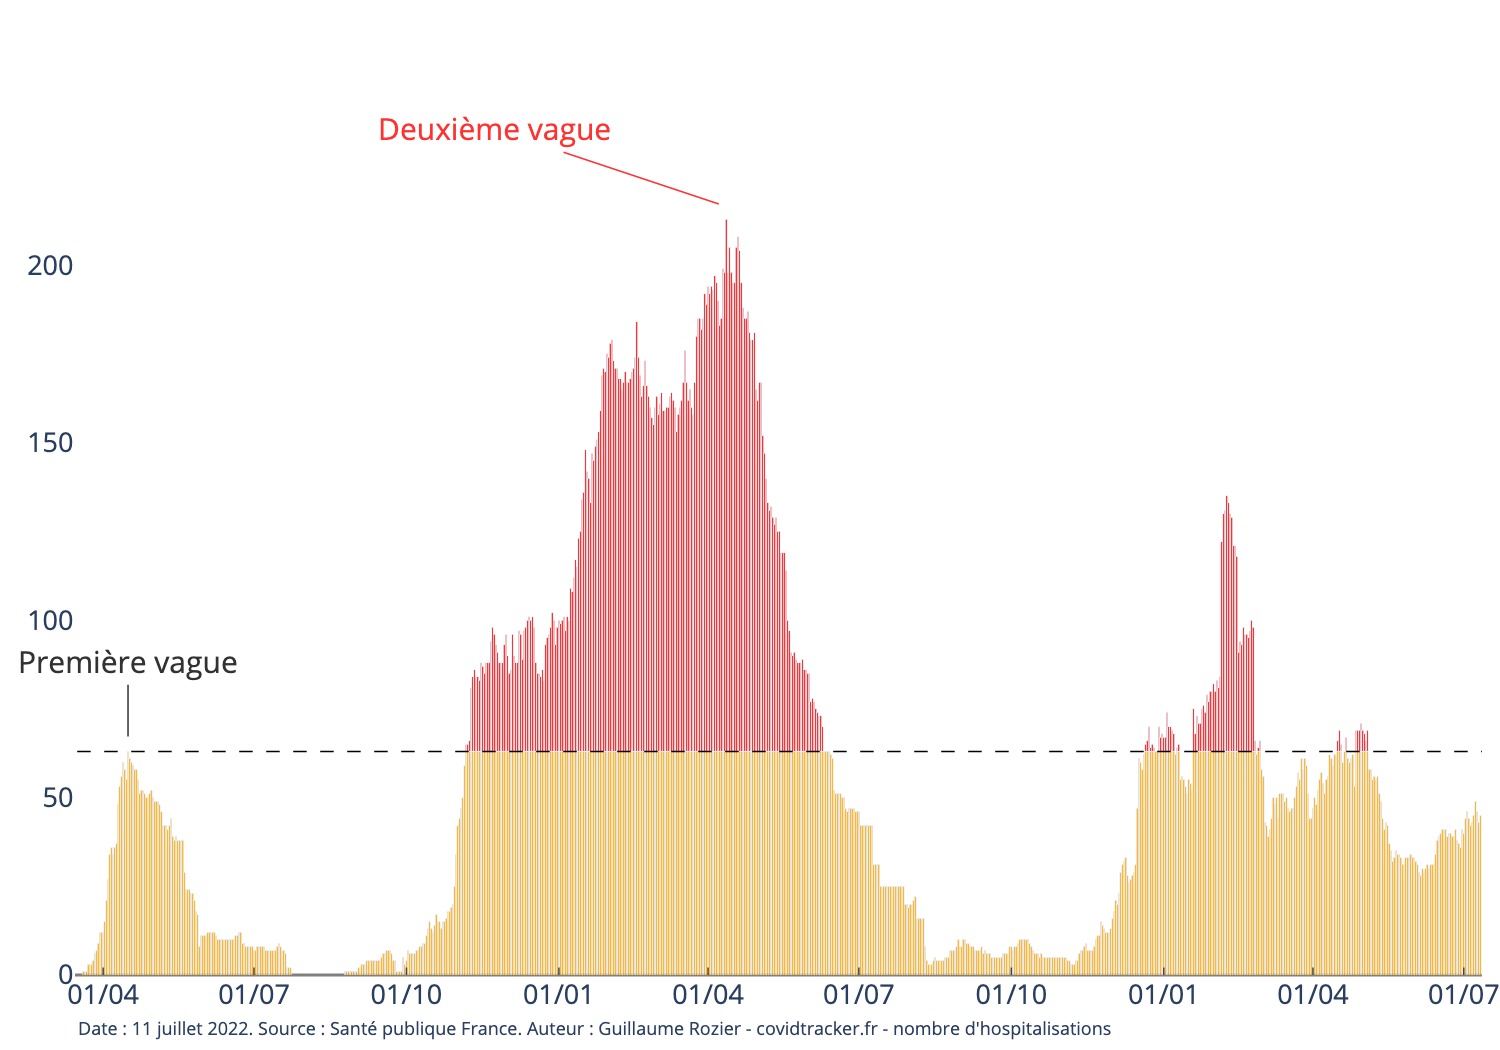 Deuxième vague
200
150
100
Première vague
50
0
01/04 01/07 01/10 01/01 01/04 01/07 01/10 01/01 01/04 01/07
Date : 11 juillet 2022. Source : Santé publique France. Auteur : Guillaume Rozier - covidtracker.fr - nombre d'hospitalisations